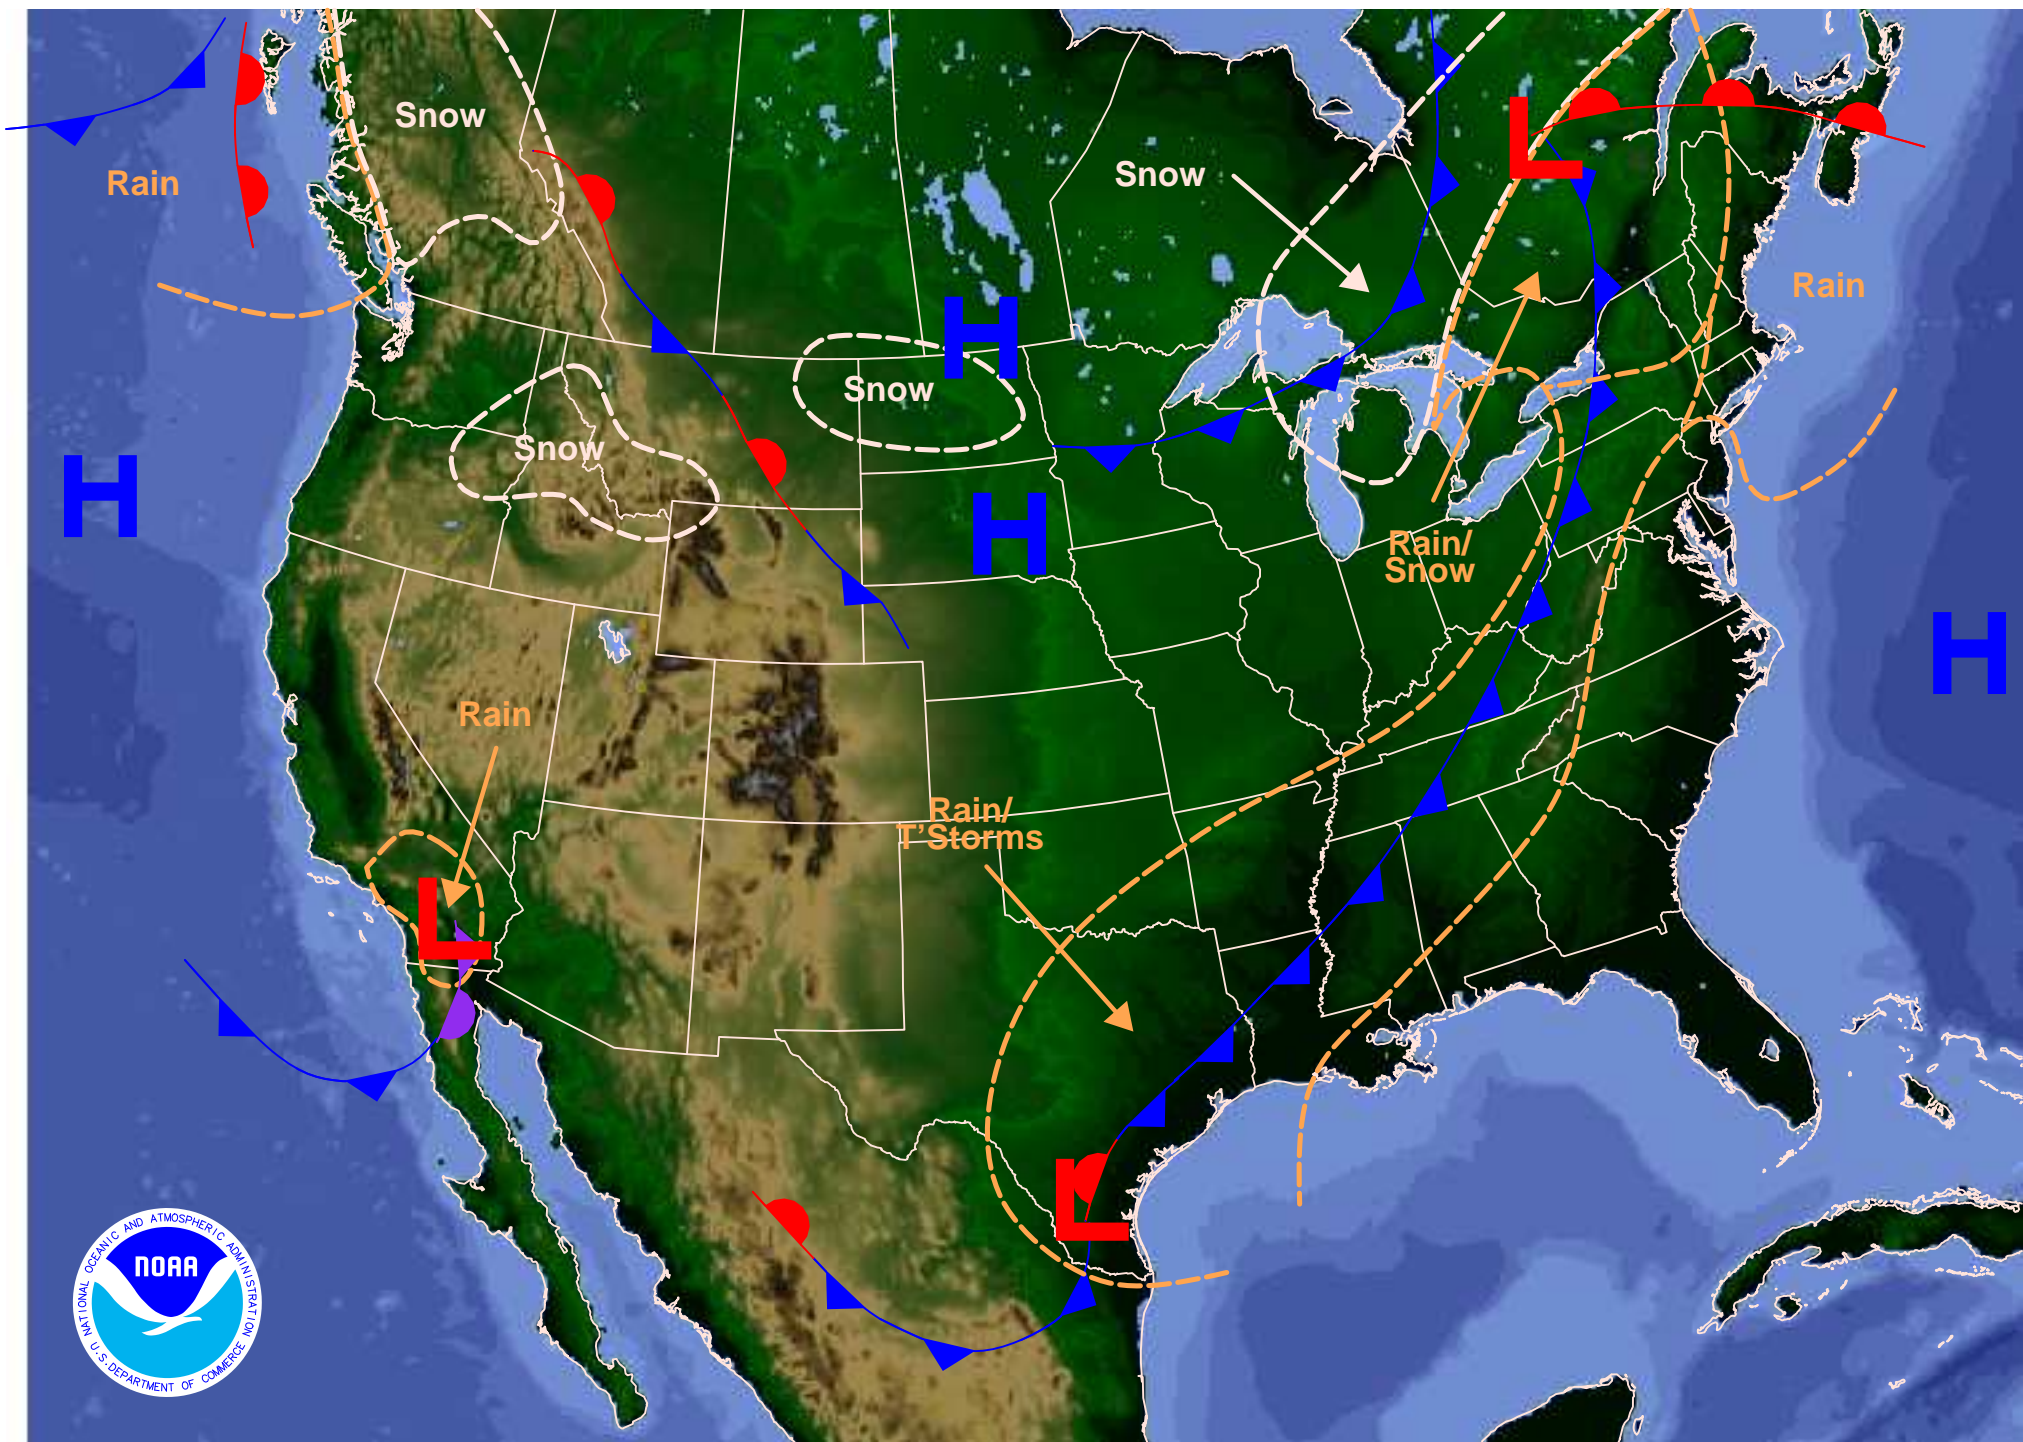 Snow
Rain
Snow
L
Rain
H
Snow
Snow
H
H
Rain/
Snow
H
Rain
Rain/
T'Storms
L
L
NATIONAL OCEANIC AND ATMOSPHERIC ADMINISTRATION
NOAA
U.S. DEPARTMENT OF COMMERCE